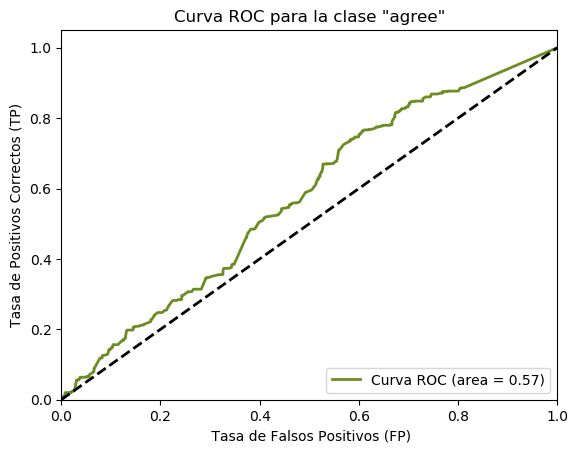 Curva ROC para la clase "agree"
Tasa de Positivos Correctos (TP)
1.0
0.8
0.6
0.4
0.2
0.0
Curva ROC (area = 0.57)
0.0 0.2 0.4 0.6 0.8 1.0
Tasa de Falsos Positivos (FP)